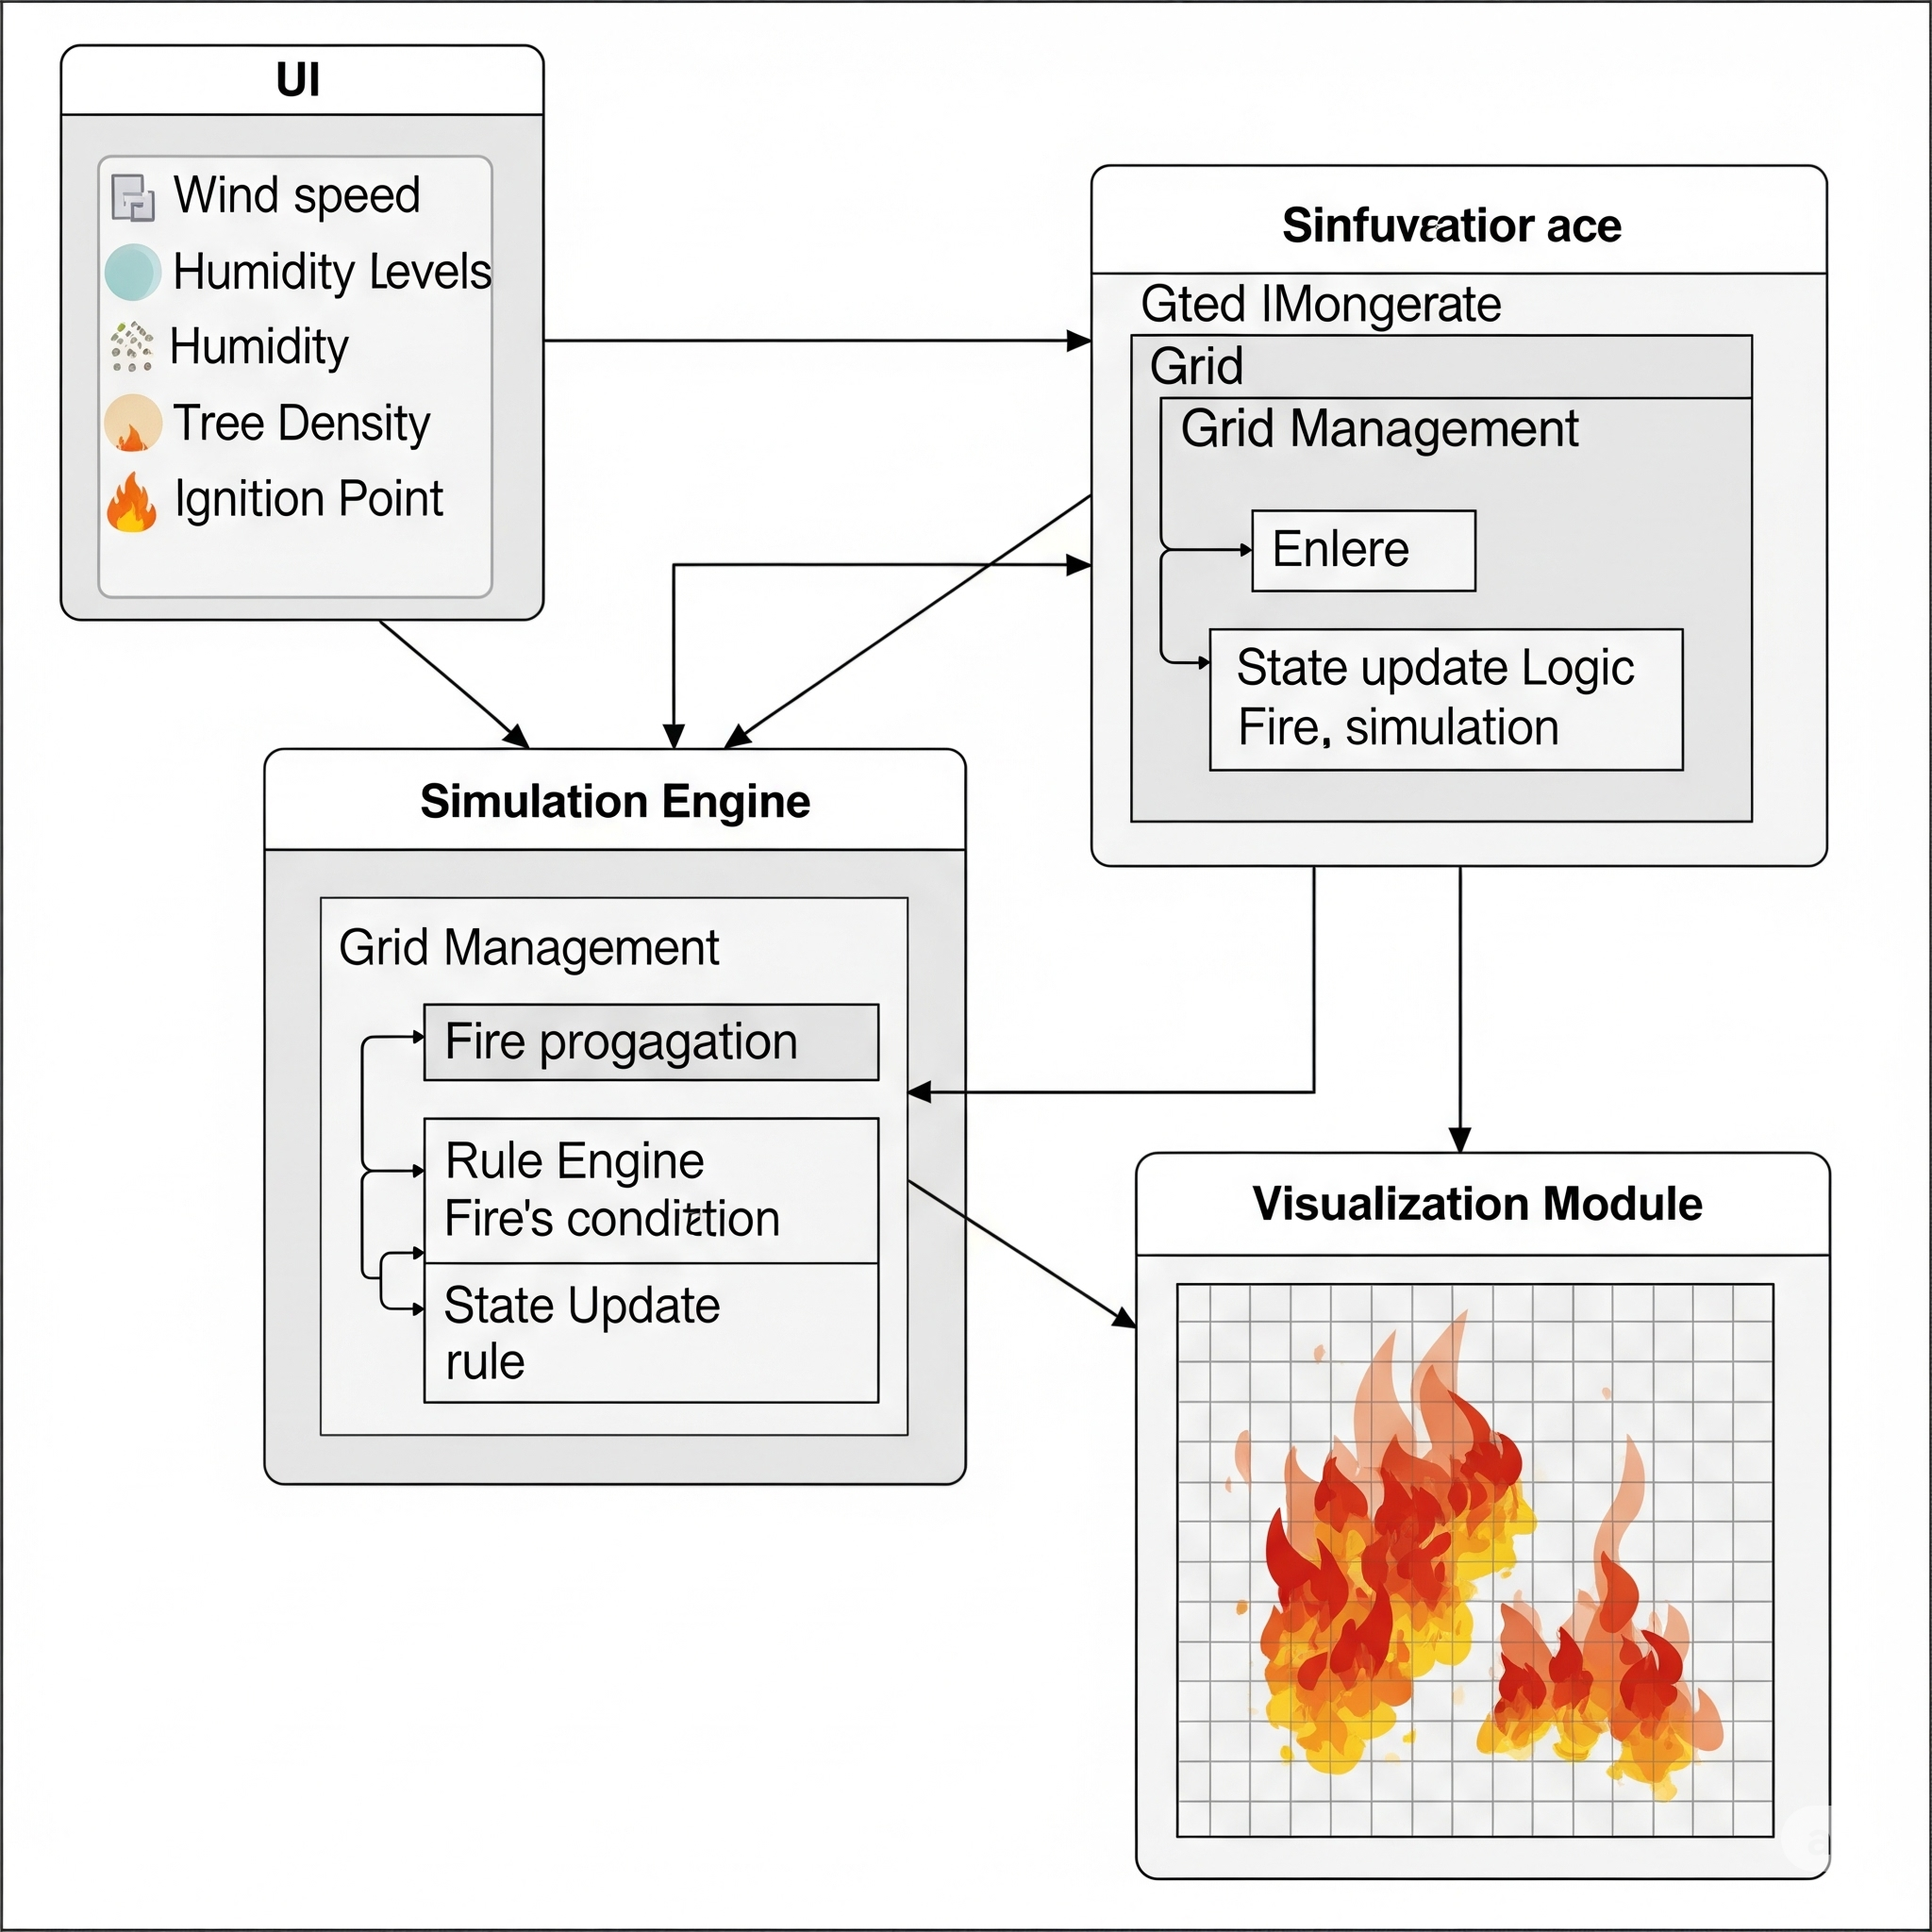 UI
Wind speed
Humidity Levels
Humidity
Tree Density
Ignition Point
ace
Gted IMongerate
Grid
Grid Management
Enlere
State update Logic
Fire, simulation
Simulation Engine
Grid Management
Fire progagation
Rule Engine
Fire's
State Update
rule
Visualization Module